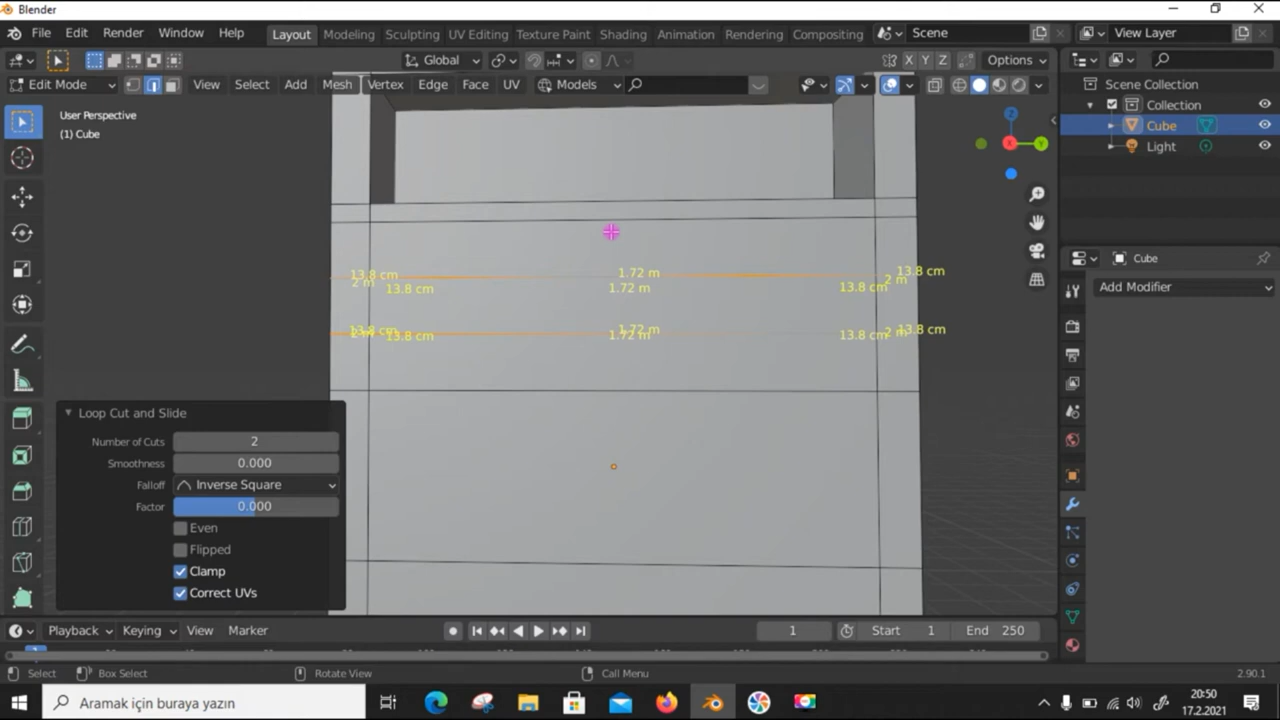 Blender
File Edit Render Window Help Layout Modeling Sculpting UV Editing Texture Paint Shading Animation Rendering Compositing Scene View Layer
Global X Y Z Options
Edit Mode View Select Add Mesh Vertex Edge Face UV Models
Scene Collection
Collection
Cube
Light
User Perspective
(1) Cube
Z
X
Y
Cube
Add Modifier
13.8 cm 1.72 m 13.8 cm
2 m 13.8 cm 1.72 m 13.8 cm 2 m
13.8 cm 1.72 m 13.8 cm
13.8 cm 1.72 m 13.8 cm 2 m
Loop Cut and Slide
Number of Cuts 2
Smoothness 0.000
Falloff Inverse Square
Factor 0.000
Even
Flipped
Clamp
Correct UVs
Playback Keying View Marker 1 Start 1 End 250
Select Box Select Rotate View Call Menu 2.90.1
Aramak için buraya yazın
20:50
17.2.2021